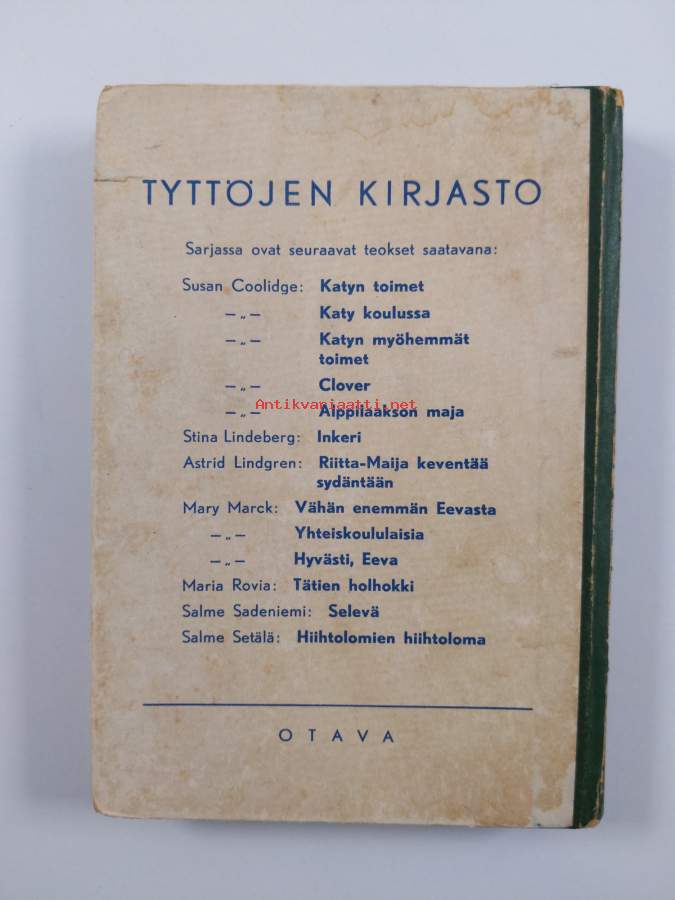 TYTTÖJEN KIRJASTO
Sarjassa ovat seuraavat teokset saatavana:
Susan Coolidge: Katyn toimet
—„— Katy koulussa
—„— Katyn myöhemmät
toimet
—„— Clover
Antikvariaatti.net
—„— Alppilaakson maja
Stina Lindeberg: Inkeri
Astrid Lindgren: Riitta-Maija keventää
sydäntään
Mary Marck: Vähän enemmän Eevasta
—„— Yhteiskoululaisia
—„— Hyvästi, Eeva
Maria Rovia: Tätien holhokki
Salme Sadeniemi: Selevä
Salme Setälä: Hiihtolomien hiihtoloma
OTAVA